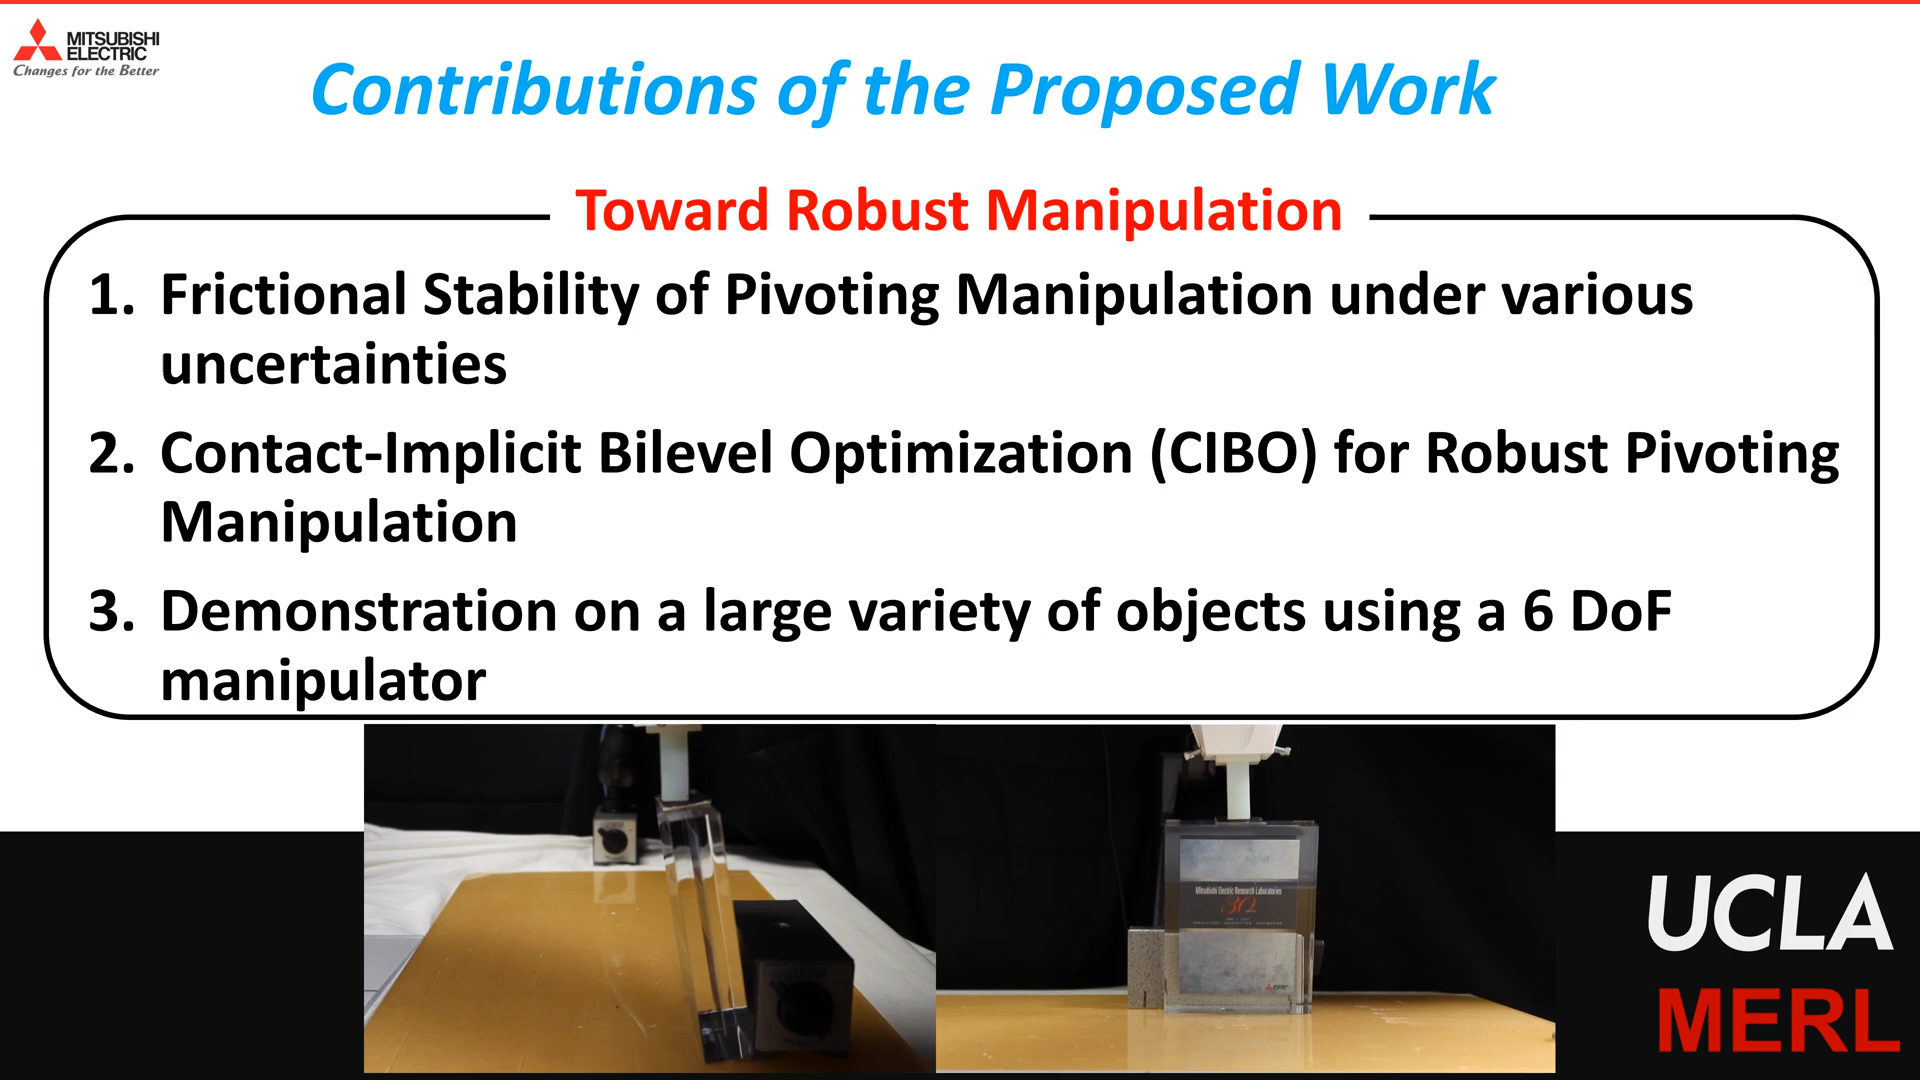 MITSUBISHI
ELECTRIC
Changes for the Better
Contributions of the Proposed Work
Toward Robust Manipulation
1. Frictional Stability of Pivoting Manipulation under various
uncertainties
2. Contact-Implicit Bilevel Optimization (CIBO) for Robust Pivoting
Manipulation
3. Demonstration on a large variety of objects using a 6 DoF
manipulator
Mitsubishi Electric Research Laboratories
30
UCLA
MERL